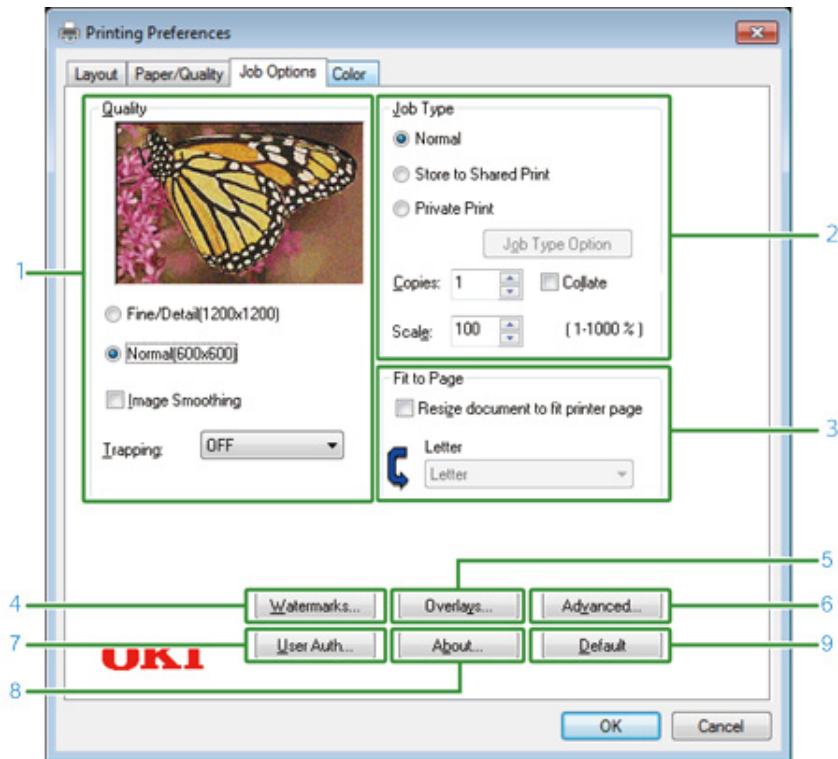 Printing Preferences
Layout Paper/Quality Job Options Color
Quality
Fine/Detail(1200x1200)
Normal(600x600)
Image Smoothing
Trapping: OFF
1
Job Type
Normal
Store to Shared Print
Private Print
Job Type Option
Copies: 1 Collate
Scale: 100 (1-1000 %)
2
Fit to Page
Resize document to fit printer page
Letter
Letter
3
5
4 Watermarks... Overlays... Advanced... 6
7 OKI User Auth... About... Default 9
8
OK Cancel